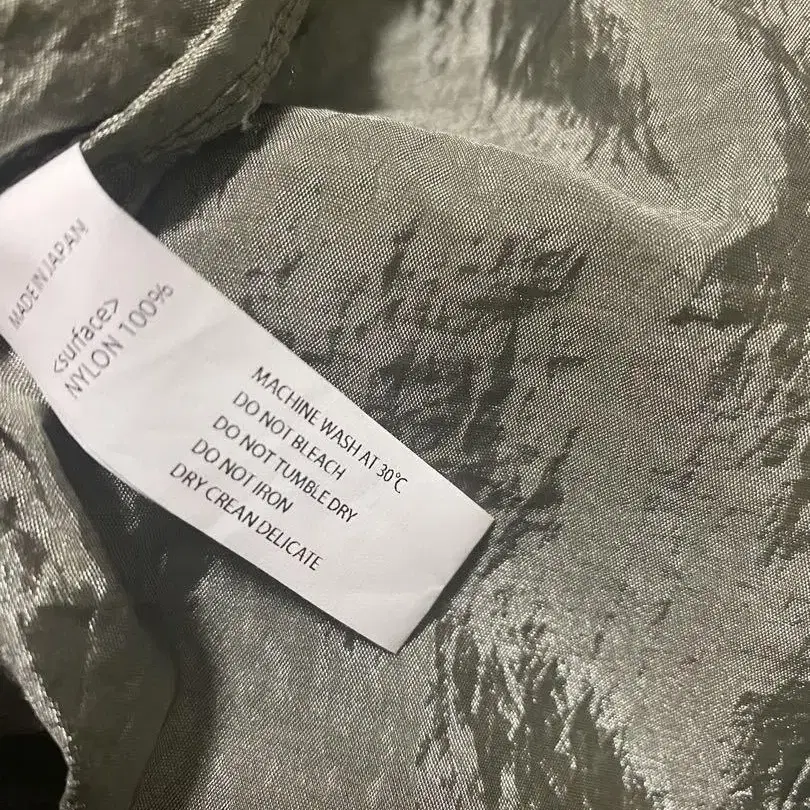 MADE IN JAPAN
<surface>
NYLON 100%
MACHINE WASH AT 30℃
DO NOT BLEACH
DO NOT TUMBLE DRY
DO NOT IRON
DRY CREAN DELICATE